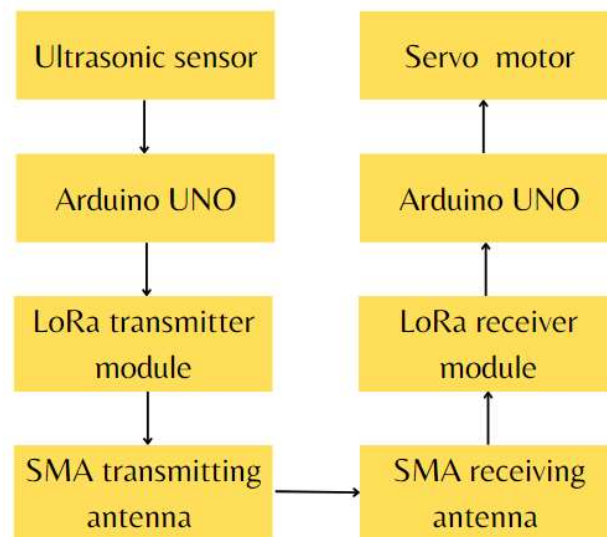 Ultrasonic sensor
Arduino UNO
LoRa transmitter
module
SMA transmitting
antenna
Servo motor
Arduino UNO
LoRa receiver
module
SMA receiving
antenna